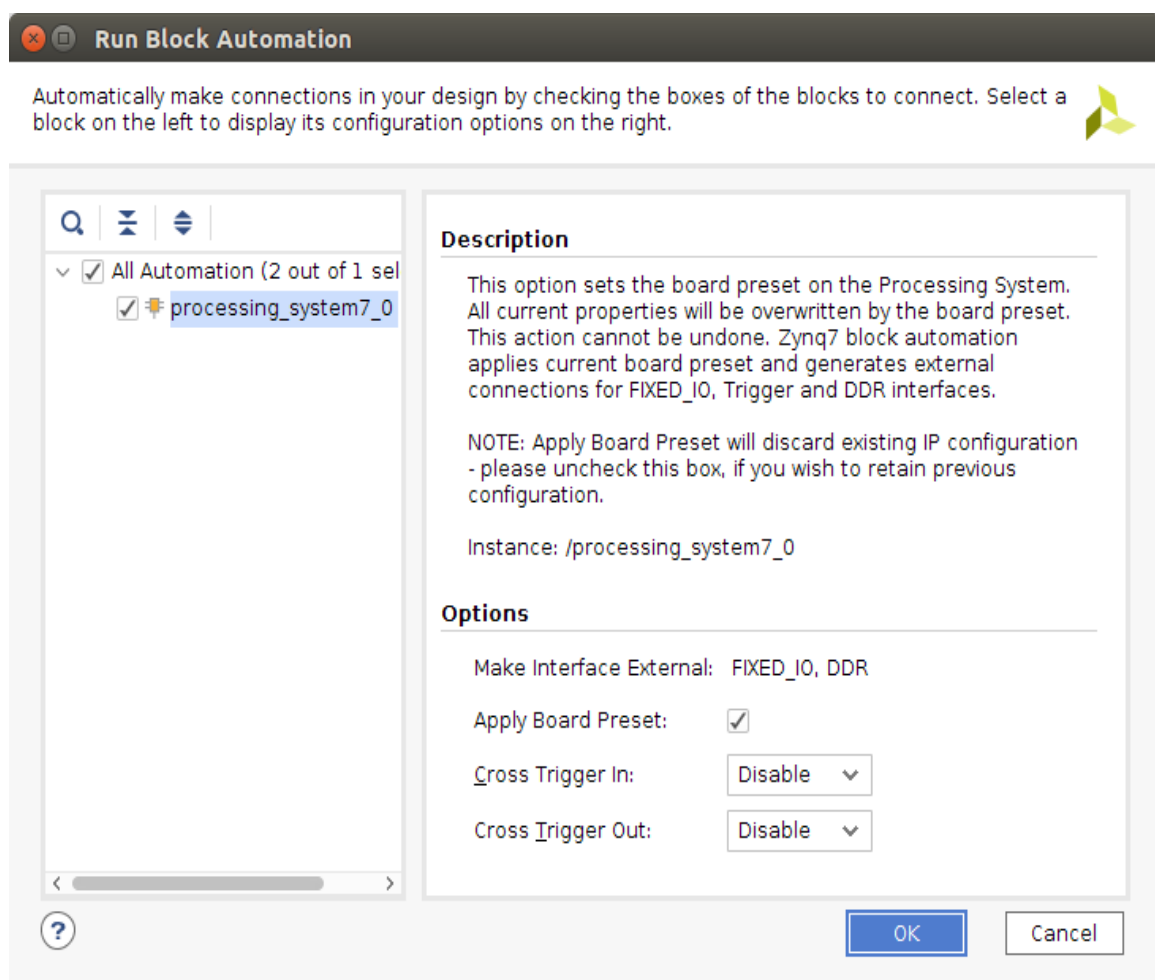 Run Block Automation
Automatically make connections in your design by checking the boxes of the blocks to connect. Select a
block on the left to display its configuration options on the right.
All Automation (2 out of 1 sel
processing_system7_0
Description
This option sets the board preset on the Processing System.
All current properties will be overwritten by the board preset.
This action cannot be undone. Zynq7 block automation
applies current board preset and generates external
connections for FIXED_IO, Trigger and DDR interfaces.
NOTE: Apply Board Preset will discard existing IP configuration
- please uncheck this box, if you wish to retain previous
configuration.
Instance: /processing_system7_0
Options
Make Interface External: FIXED_IO, DDR
Apply Board Preset:
Cross Trigger In: Disable
Cross Trigger Out: Disable
?
OK Cancel